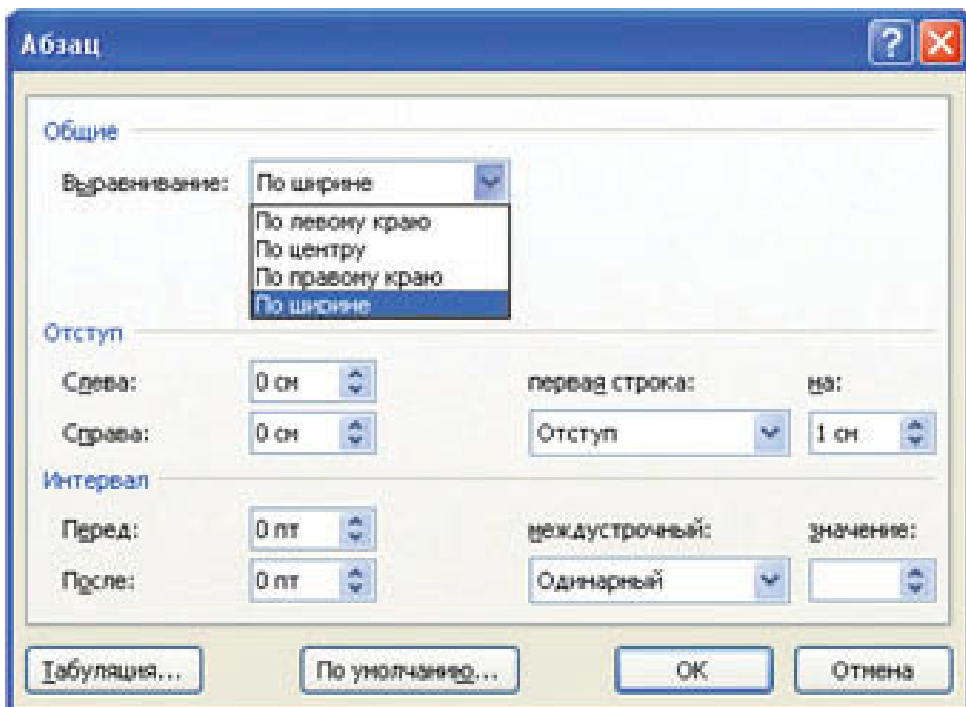 Абзац
Общие
Выравнивание: По ширине
По левому краю
По центру
По правому краю
По ширине
Отступ
Слева: 0 см первая строка: на:
Справа: 0 см Отступ 1 см
Интервал
Перед: 0 пт междустрочный: значение:
После: 0 пт Одинарный
Табуляция... По умолчанию... ОК Отмена